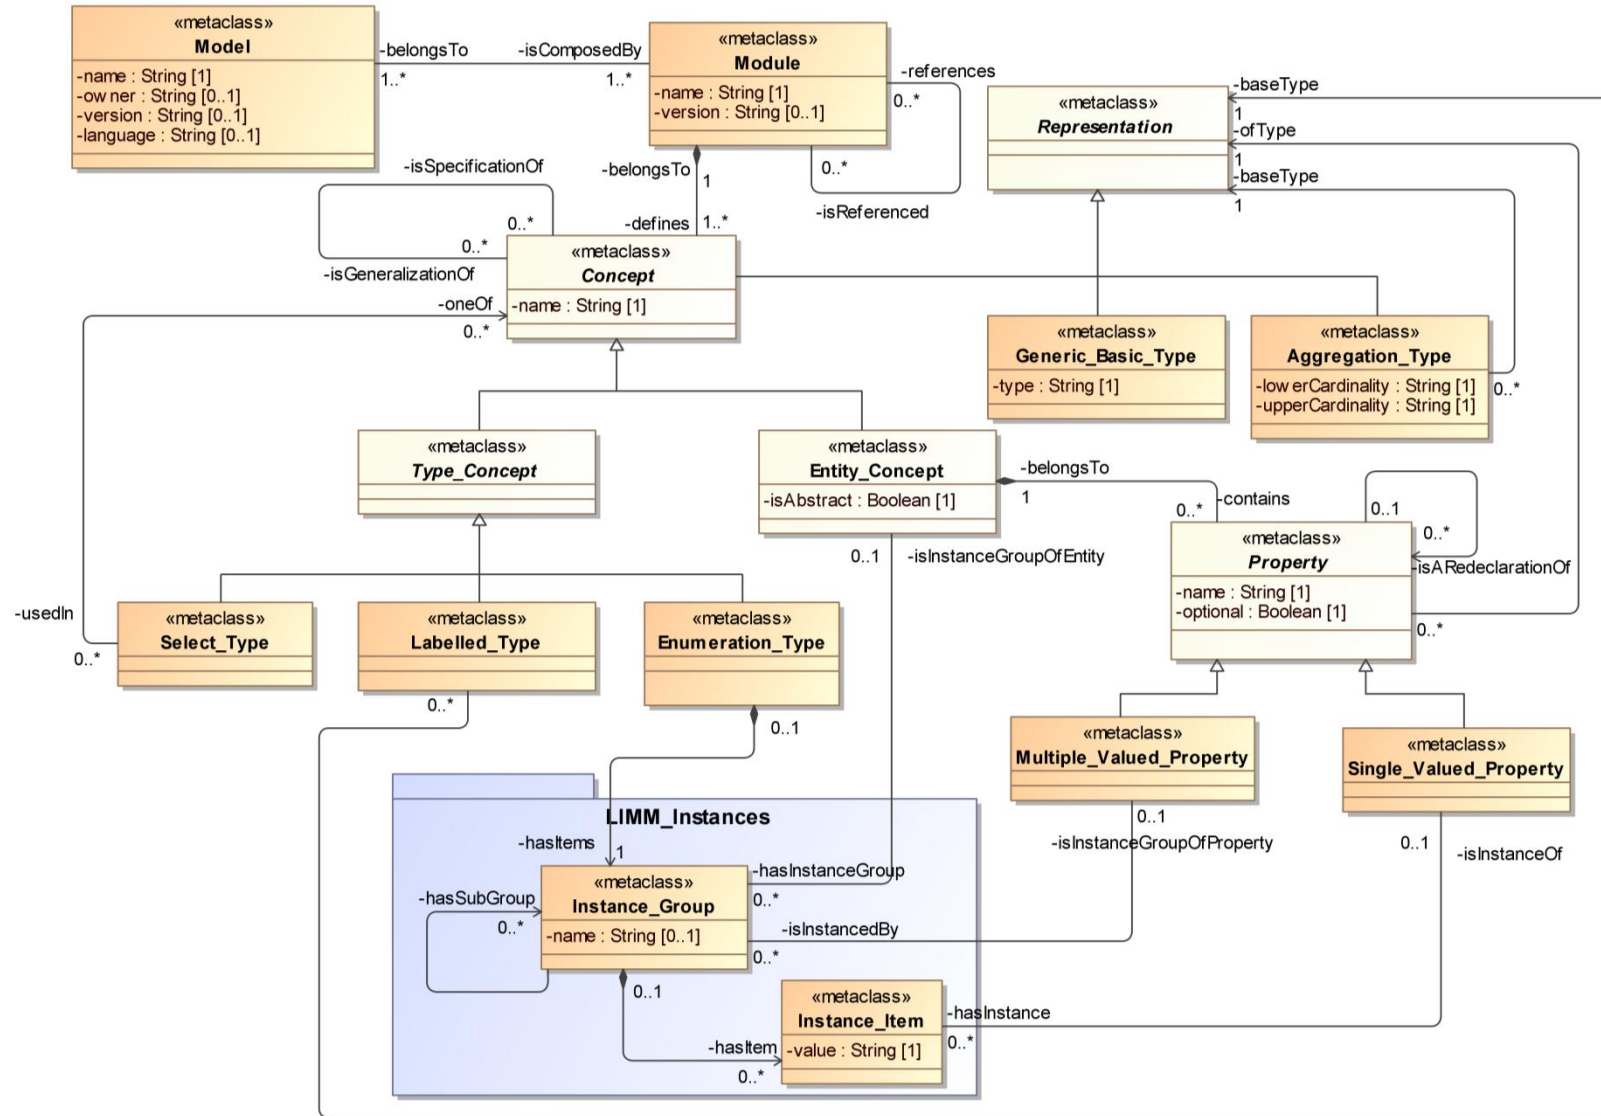 «metaclass»
Model
-name : String [1]
-owner : String [0..1]
-version : String [0..1]
-language : String [0..1]
-belongsTo
1..*
-isComposedBy
1..*
«metaclass»
Module
-name : String [1]
-version : String [0..1]
-references
0..*
0..*
-isReferenced
«metaclass»
Representation
-baseType
1
-ofType
1
-baseType
1
-belongsTo
1
-defines
1..*
-isSpecificationOf
0..*
0..*
-isGeneralizationOf
«metaclass»
Concept
-name : String [1]
-oneOf
0..*
«metaclass»
Generic_Basic_Type
-type : String [1]
«metaclass»
Aggregation_Type
-lowerCardinality : String [1]
-upperCardinality : String [1]
0..*
«metaclass»
Type_Concept
«metaclass»
Entity_Concept
-isAbstract : Boolean [1]
-belongsTo
1
-contains
0..*
0..1
0..*
-isARedeclarationOf
«metaclass»
Property
-name : String [1]
-optional : Boolean [1]
0..*
0..1
-isInstanceGroupOfEntity
-usedIn
0..*
«metaclass»
Select_Type
«metaclass»
Labelled_Type
0..*
«metaclass»
Enumeration_Type
0..1
«metaclass»
Multiple_Valued_Property
0..1
-isInstanceGroupOfProperty
«metaclass»
Single_Valued_Property
0..1
-isInstanceOf
LIMM_Instances
-hasItems
1
«metaclass»
Instance_Group
-name : String [0..1]
-hasSubGroup
0..*
-hasInstanceGroup
0..*
-isInstancedBy
0..*
0..1
-hasItem
0..*
«metaclass»
Instance_Item
-value : String [1]
-hasInstance
0..*